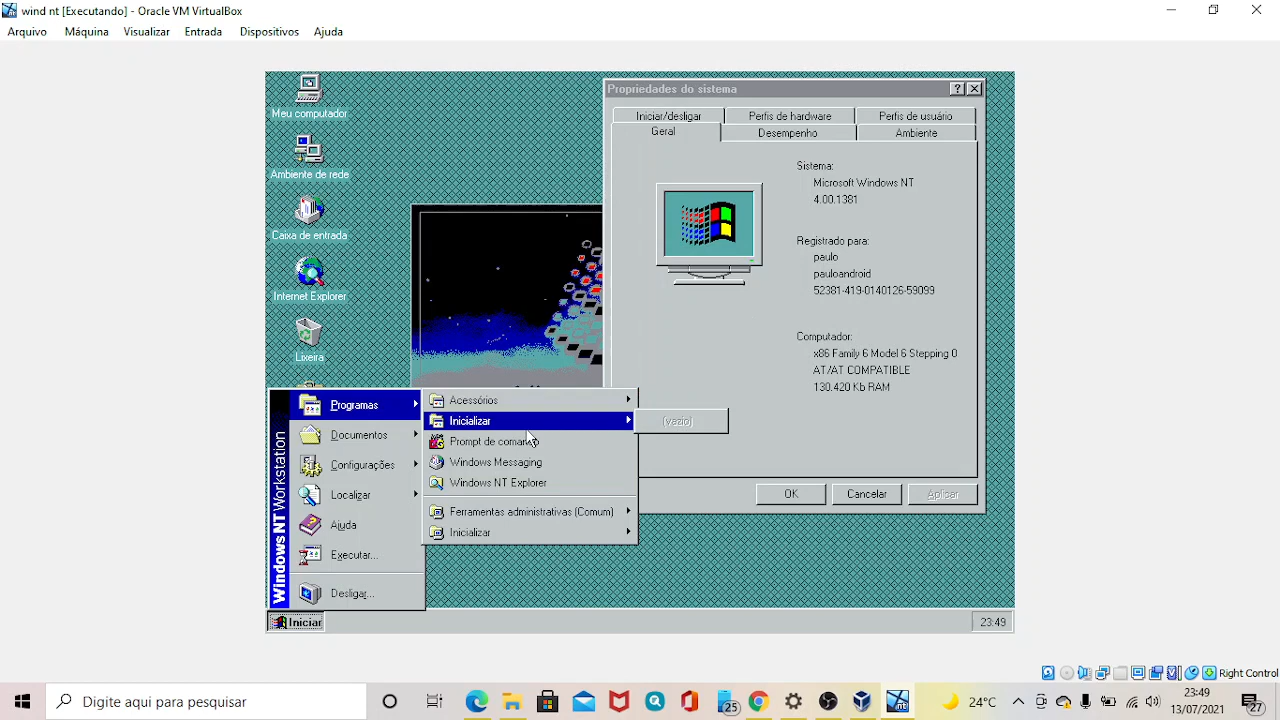 wind nt [Executando] - Oracle VM VirtualBox
Arquivo Máquina Visualizar Entrada Dispositivos Ajuda
Meu computador
Ambiente de rede
Caixa de entrada
Internet Explorer
Lixeira
Propriedades do sistema
Iniciar/desligar Perfis de hardware Perfis de usuário
Geral Desempenho Ambiente
Sistema:
Microsoft Windows NT
4.00.1381
Registrado para:
paulo
pauloandroid
52381-419-0140126-59099
Computador:
x86 Family 6 Model 6 Stepping 0
AT/AT COMPATIBLE
130.420 Kb RAM
OK Cancelar Aplicar
Windows NT Workstation
Programas
Documentos
Configurações
Localizar
Ajuda
Executar...
Desligar...
Acessórios
Inicializar
(vazio)
Prompt de comando
Windows Messaging
Windows NT Explorer
Ferramentas administrativas (Comum)
Inicializar
Iniciar
23:49
Right Control
Digite aqui para pesquisar
25
24°C
23:49
13/07/2021
27